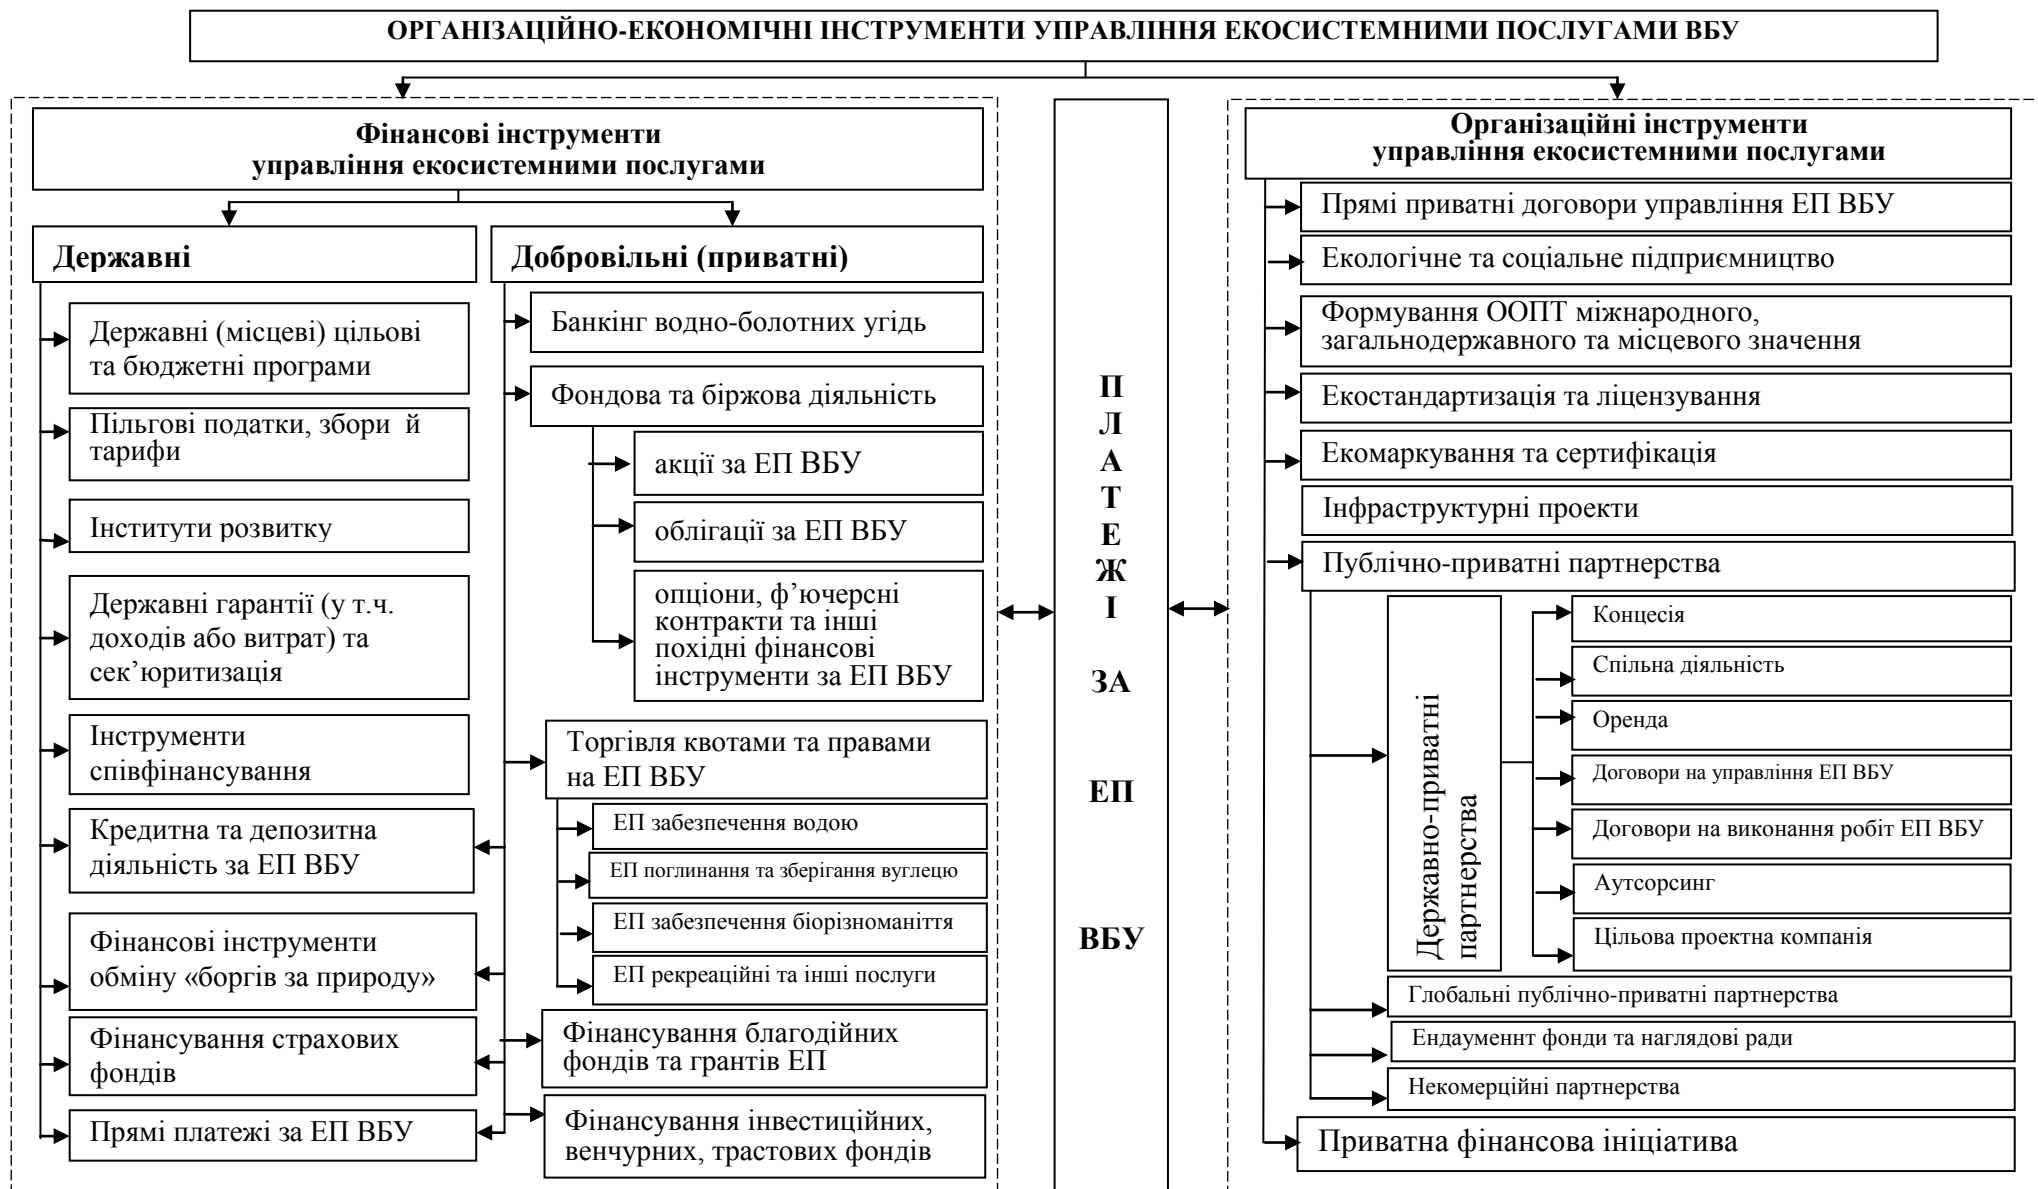 ОРГАНІЗАЦІЙНО-ЕКОНОМІЧНІ ІНСТРУМЕНТИ УПРАВЛІННЯ ЕКОСИСТЕМНИМИ ПОСЛУГАМИ ВБУ
Фінансові інструменти
управління екосистемними послугами
Державні
Державні (місцеві) цільові
та бюджетні програми
Пільгові податки, збори й
тарифи
Інститути розвитку
Державні гарантії (у т.ч.
доходів або витрат) та
сек’юритизація
Інструменти
співфінансування
Кредитна та депозитна
діяльність за ЕП ВБУ
Фінансові інструменти
обміну «боргів за природу»
Фінансування страхових
фондів
Прямі платежі за ЕП ВБУ
Добровільні (приватні)
Банкінг водно-болотних угідь
Фондова та біржова діяльність
акції за ЕП ВБУ
облігації за ЕП ВБУ
опціони, ф’ючерсні
контракти та інші
похідні фінансові
інструменти за ЕП ВБУ
Торгівля квотами та правами
на ЕП ВБУ
ЕП забезпечення водою
ЕП поглинання та зберігання вуглецю
ЕП забезпечення біорізноманіття
ЕП рекреаційні та інші послуги
Фінансування благодійних
фондів та грантів ЕП
Фінансування інвестиційних,
венчурних, трастових фондів
П
Л
А
Т
Е
Ж
І
ЗА
ЕП
ВБУ
Організаційні інструменти
управління екосистемними послугами
Прямі приватні договори управління ЕП ВБУ
Екологічне та соціальне підприємництво
Формування ООПТ міжнародного,
загальнодержавного та місцевого значення
Екостандартизація та ліцензування
Екомаркування та сертифікація
Інфраструктурні проекти
Публічно-приватні партнерства
Державно-приватні
партнерства
Концесія
Спільна діяльність
Оренда
Договори на управління ЕП ВБУ
Договори на виконання робіт ЕП ВБУ
Аутсорсинг
Цільова проектна компанія
Глобальні публічно-приватні партнерства
Ендауменнт фонди та наглядові ради
Некомерційні партнерства
Приватна фінансова ініціатива